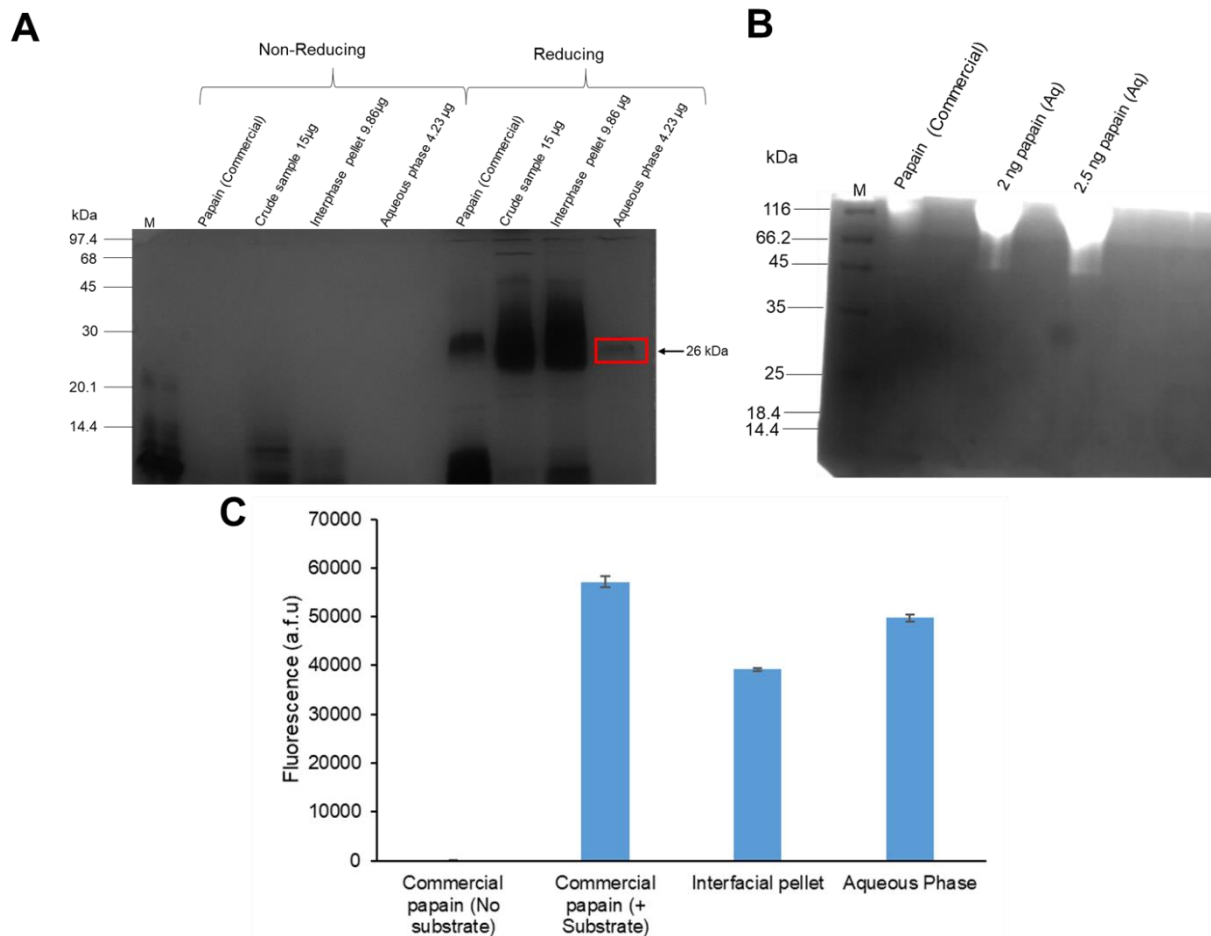 A
Non-Reducing
Reducing
Papain (Commercial)
Crude sample 15µg
Interphase pellet 9.86µg
Aqueous phase 4.23 µg
Papain (Commercial)
Crude sample 15 µg
Interphase pellet 9.86 µg
Aqueous phase 4.23 µg
kDa
M
97.4
68
45
30
20.1
14.4
26 kDa
B
Papain (Commercial)
2 ng papain (Aq)
2.5 ng papain (Aq)
kDa
M
116
66.2
45
35
25
18.4
14.4
C
Fluorescence (a.f.u)
70000
60000
50000
40000
30000
20000
10000
0
Commercial
papain (No
substrate)
Commercial
papain (+
Substrate)
Interfacial pellet
Aqueous Phase